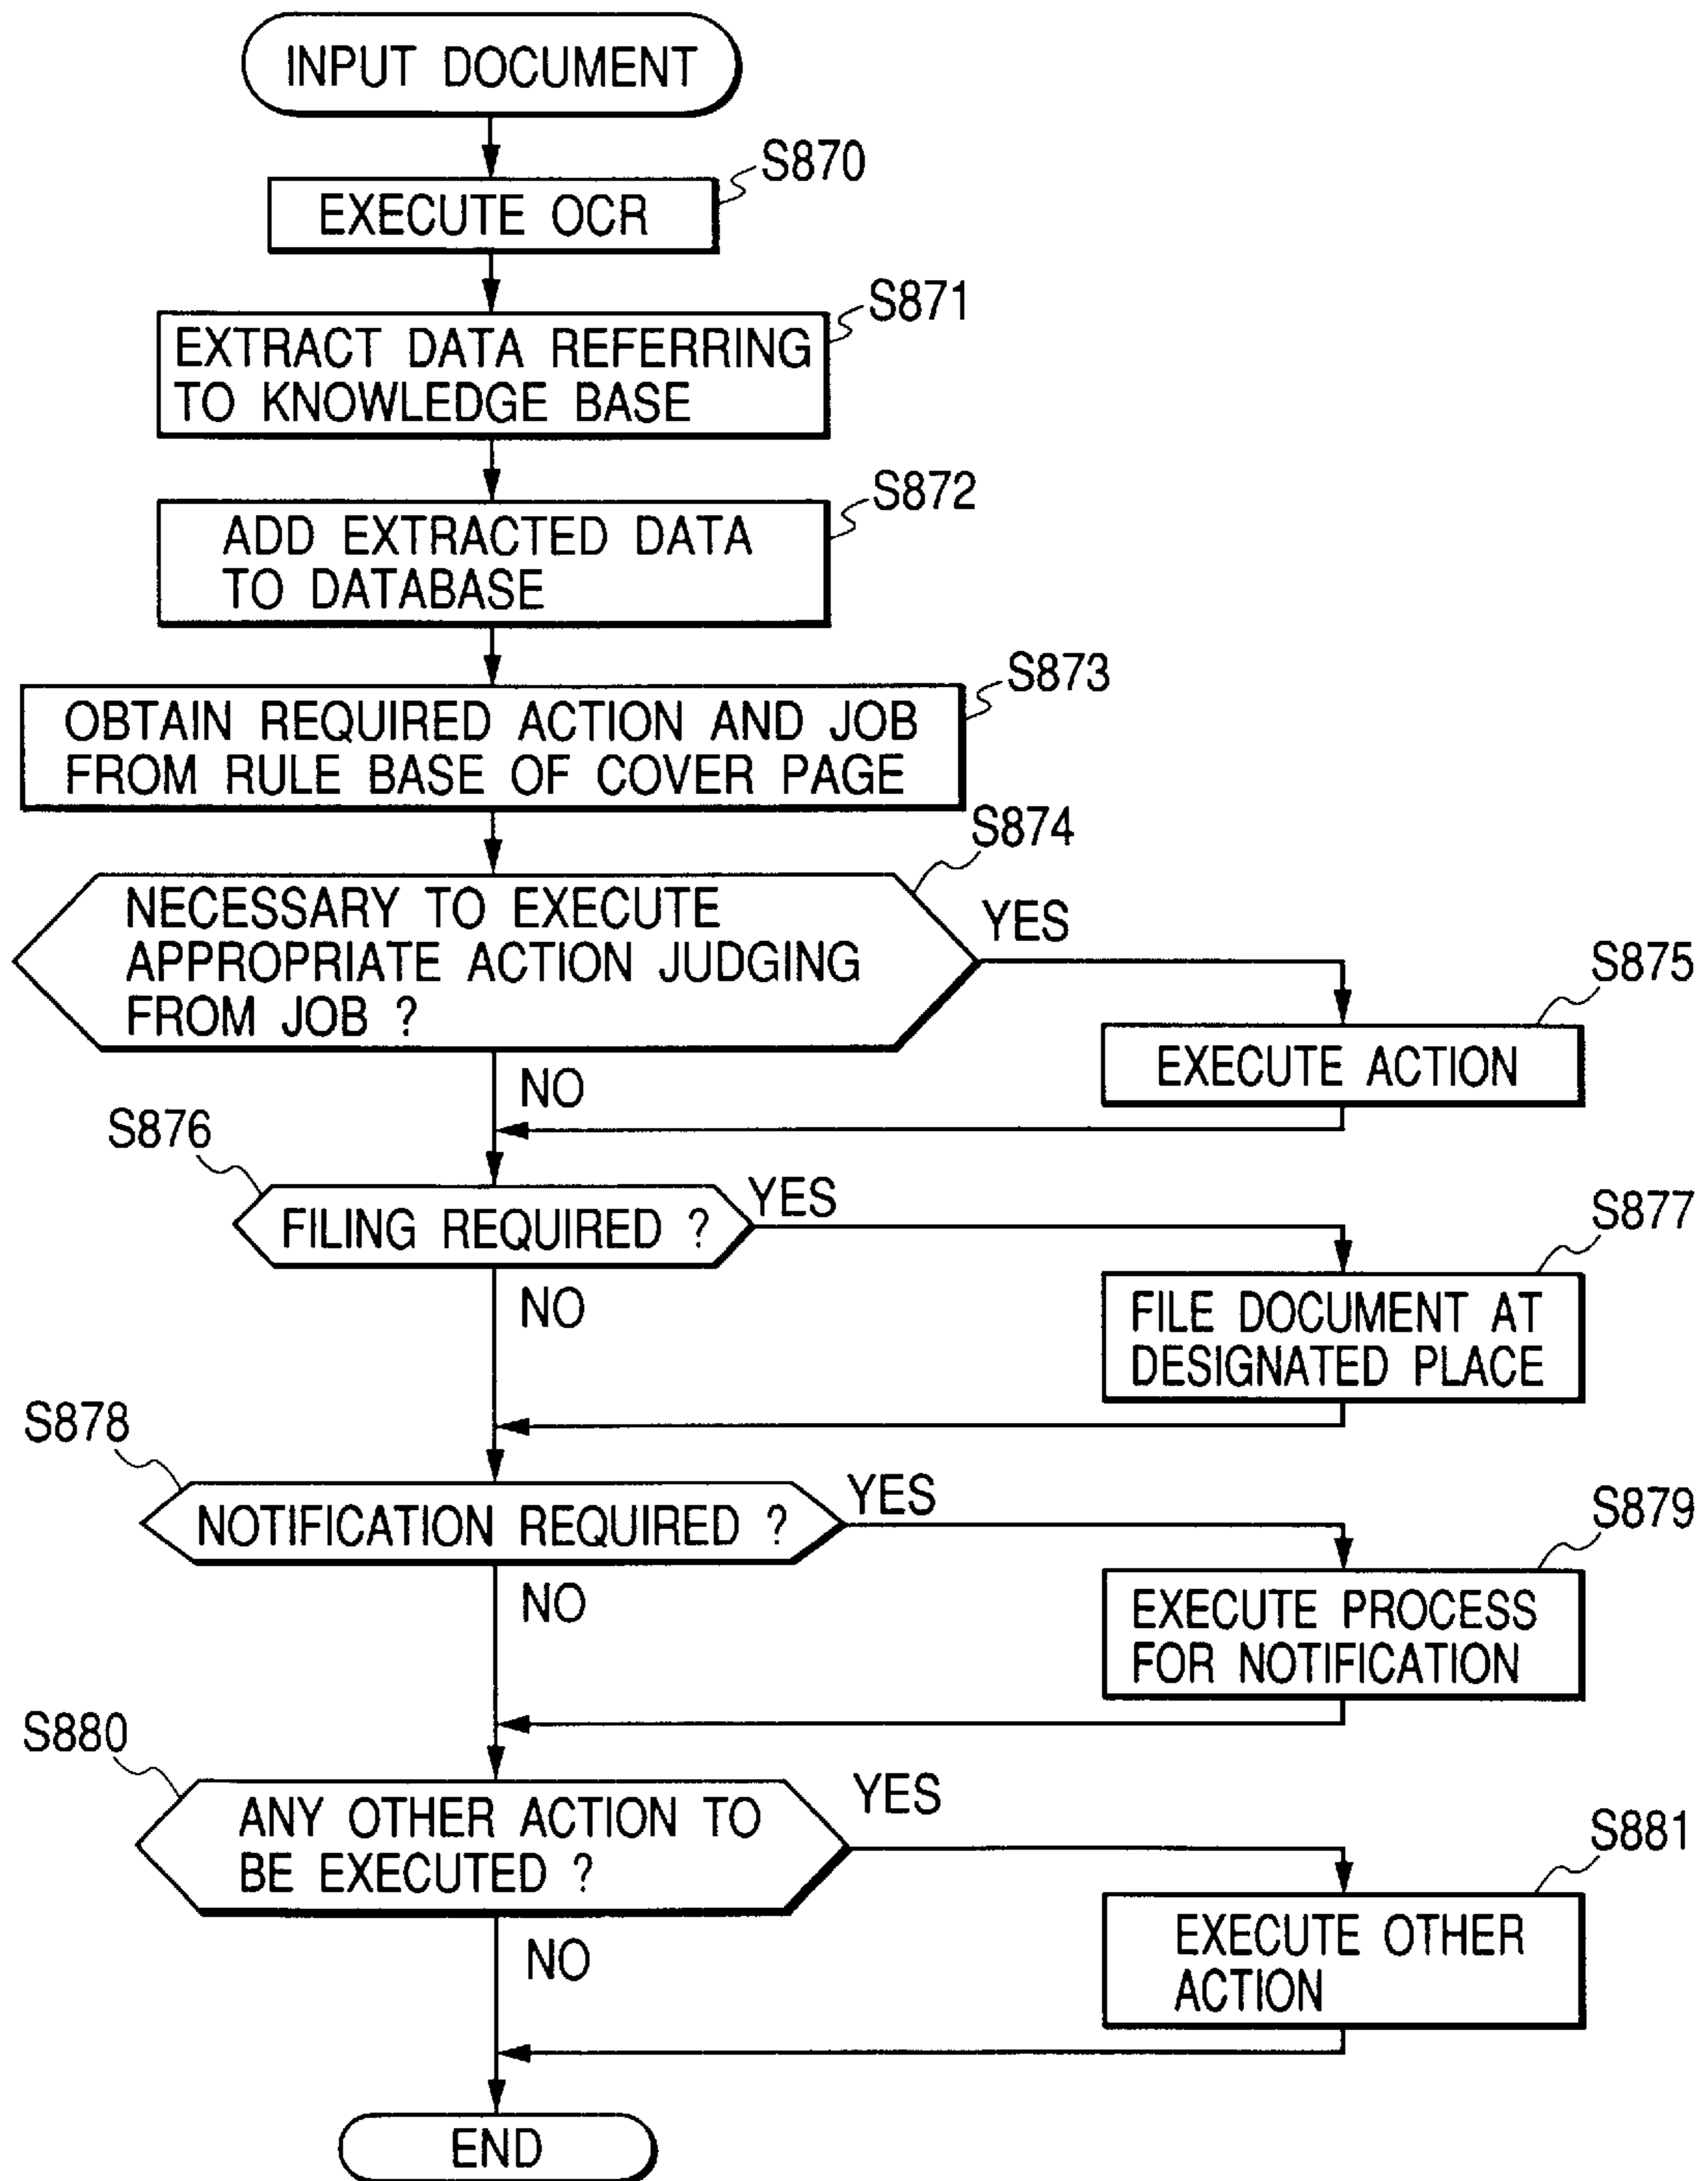 INPUT DOCUMENT
S870
EXECUTE OCR
S871
EXTRACT DATA REFERRING
TO KNOWLEDGE BASE
S872
ADD EXTRACTED DATA
TO DATABASE
S873
OBTAIN REQUIRED ACTION AND JOB
FROM RULE BASE OF COVER PAGE
S874
NECESSARY TO EXECUTE
APPROPRIATE ACTION JUDGING
FROM JOB ?
YES
S875
EXECUTE ACTION
NO
S876
FILING REQUIRED ?
YES
S877
FILE DOCUMENT AT
DESIGNATED PLACE
NO
S878
NOTIFICATION REQUIRED ?
YES
S879
EXECUTE PROCESS
FOR NOTIFICATION
NO
S880
ANY OTHER ACTION TO
BE EXECUTED ?
YES
S881
EXECUTE OTHER
ACTION
NO
END